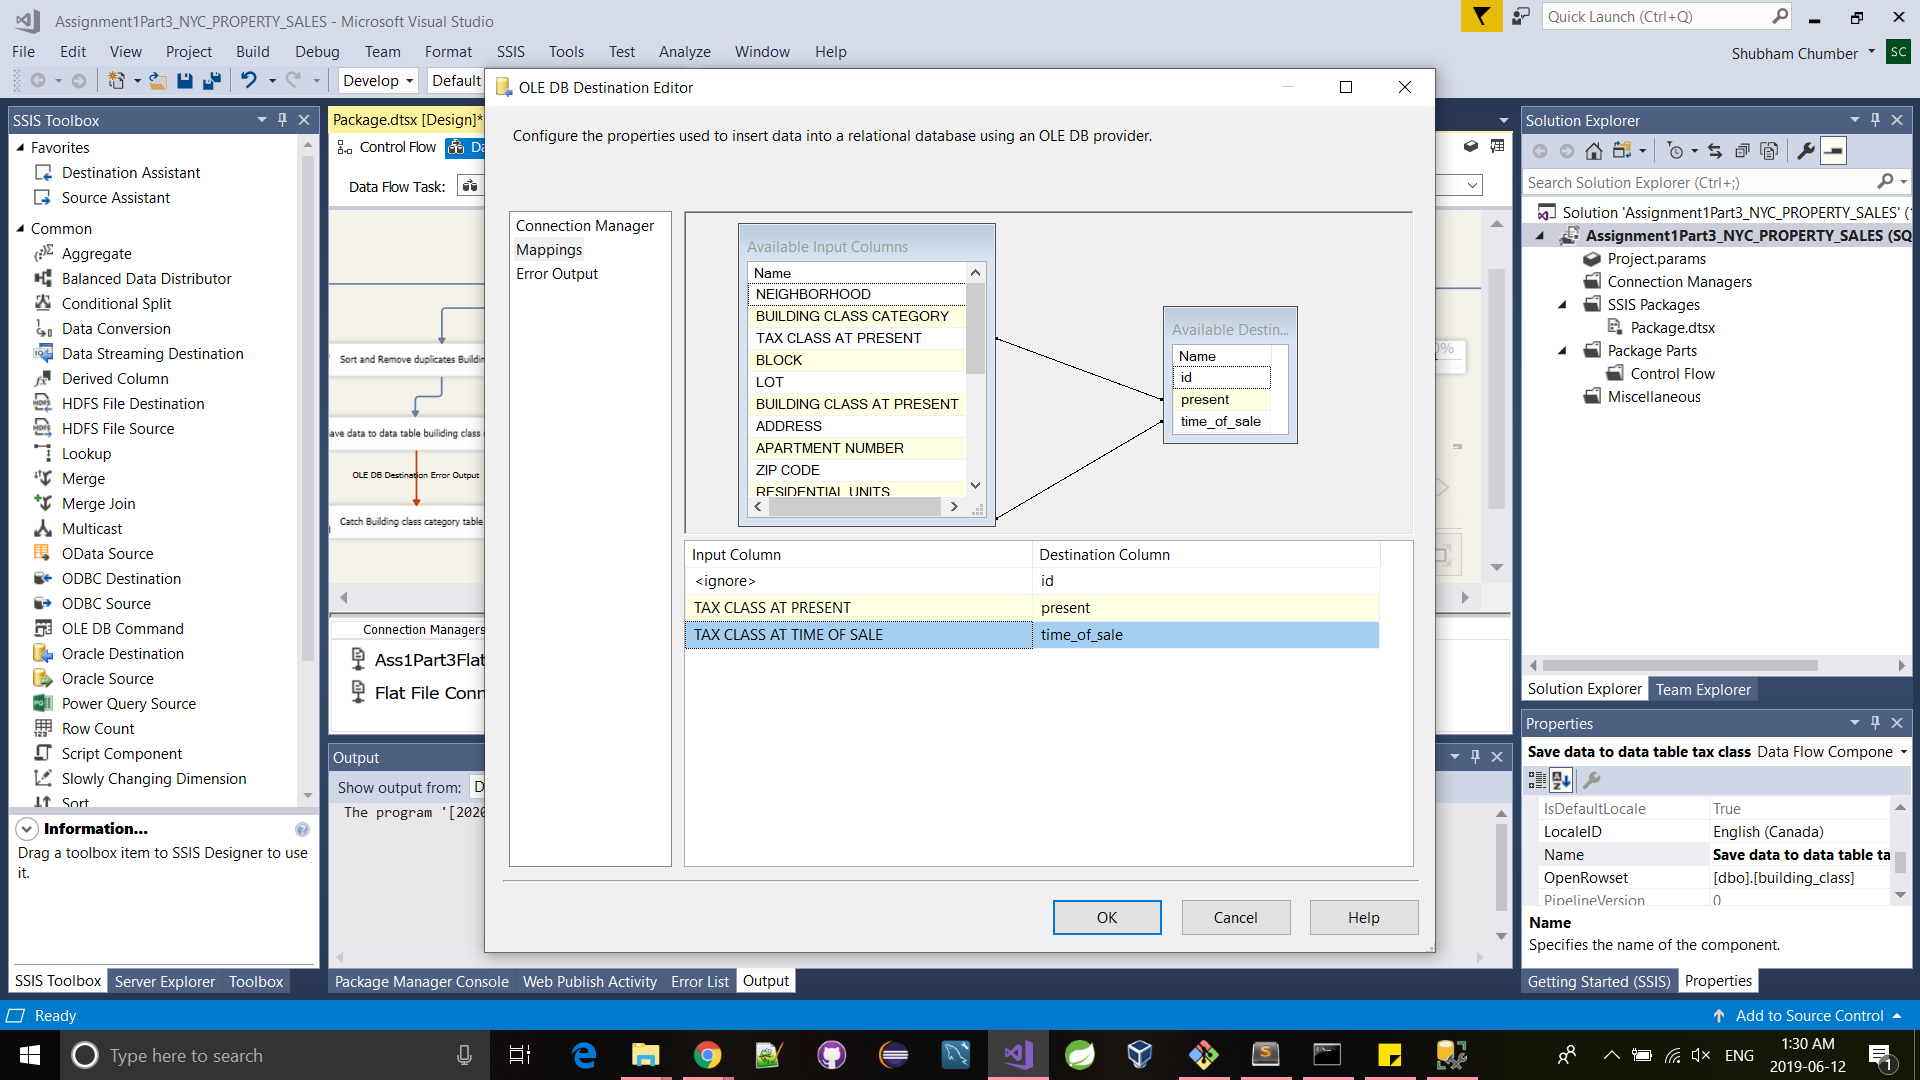 Assignment1Part3_NYC_PROPERTY_SALES - Microsoft Visual Studio
Quick Launch (Ctrl+Q)
File Edit View Project Build Debug Team Format SSIS Tools Test Analyze Window Help
Shubham Chumber SC
Develop Default
SSIS Toolbox
Favorites
Destination Assistant
Source Assistant
Common
Aggregate
Balanced Data Distributor
Conditional Split
Data Conversion
Data Streaming Destination
Derived Column
HDFS File Destination
HDFS File Source
Lookup
Merge
Merge Join
Multicast
OData Source
ODBC Destination
ODBC Source
OLE DB Command
Oracle Destination
Oracle Source
Power Query Source
Row Count
Script Component
Slowly Changing Dimension
Sort
Information...
Drag a toolbox item to SSIS Designer to use
it.
SSIS Toolbox Server Explorer Toolbox
Package.dtsx [Design]*
Control Flow Da
Data Flow Task:
Sort and Remove duplicates Buildin
ave data to data table building class
OLE DB Destination Error Output
Catch Building class category table
Connection Managers
Ass1Part3Flat
Flat File Conn
Output
Show output from: D
The program '[2020
Package Manager Console Web Publish Activity Error List Output
OLE DB Destination Editor
Configure the properties used to insert data into a relational database using an OLE DB provider.
Connection Manager
Mappings
Error Output
Available Input Columns
Name
NEIGHBORHOOD
BUILDING CLASS CATEGORY
TAX CLASS AT PRESENT
BLOCK
LOT
BUILDING CLASS AT PRESENT
ADDRESS
APARTMENT NUMBER
ZIP CODE
RESIDENTIAL UNITS
Available Destin...
Name
id
present
time_of_sale
Input Column Destination Column
<ignore> id
TAX CLASS AT PRESENT present
TAX CLASS AT TIME OF SALE time_of_sale
OK Cancel Help
0%
Solution Explorer
Search Solution Explorer (Ctrl+;)
Solution 'Assignment1Part3_NYC_PROPERTY_SALES' (
Assignment1Part3_NYC_PROPERTY_SALES (SQ
Project.params
Connection Managers
SSIS Packages
Package.dtsx
Package Parts
Control Flow
Miscellaneous
Solution Explorer Team Explorer
Properties
Save data to data table tax class Data Flow Compone
IsDefaultLocale True
LocaleID English (Canada)
Name Save data to data table ta
OpenRowset [dbo].[building_class]
PipelineVersion 0
Name
Specifies the name of the component.
Getting Started (SSIS) Properties
Ready
Add to Source Control
Type here to search
ENG
1:30 AM
2019-06-12
1